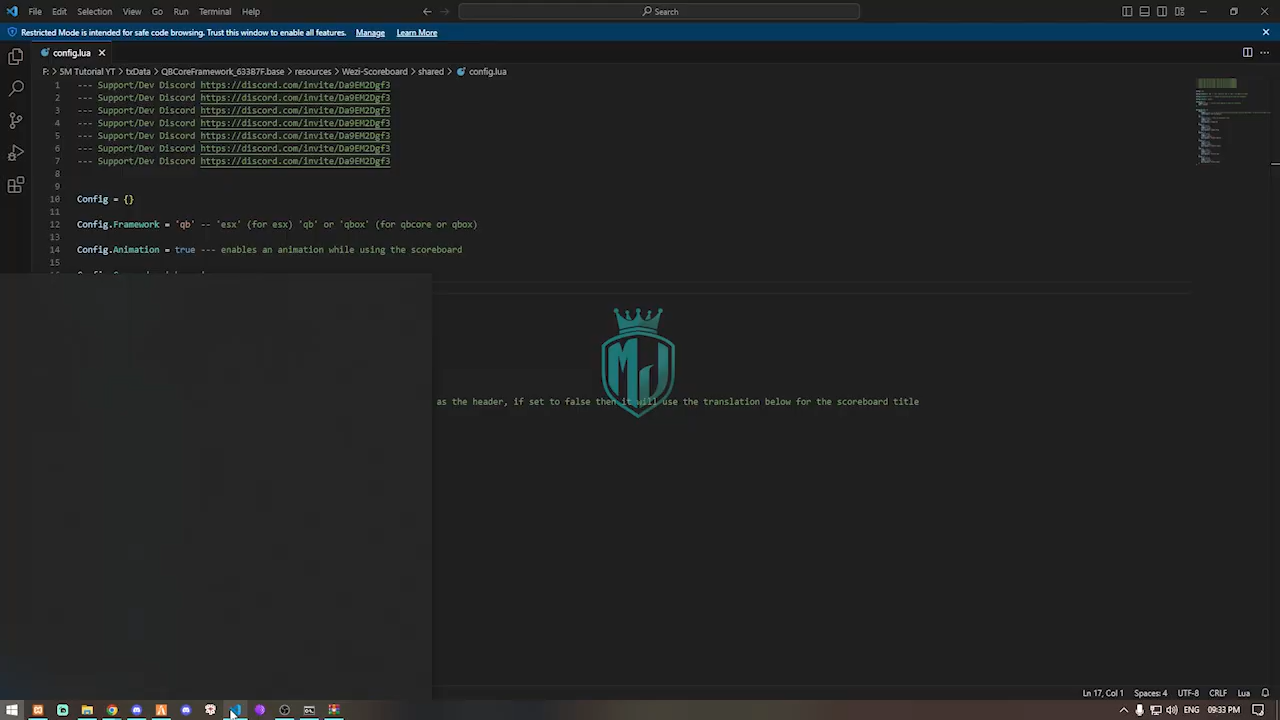 File Edit Selection View Go Run Terminal Help
Search
Restricted Mode is intended for safe code browsing. Trust this window to enable all features. Manage Learn More
config.lua
F: > 5M Tutorial YT > txData > QBCoreFramework_633B7F.base > resources > Wezi-Scoreboard > shared > config.lua
1 --- Support/Dev Discord https://discord.com/invite/Da9EM2Dgf3
2 --- Support/Dev Discord https://discord.com/invite/Da9EM2Dgf3
3 --- Support/Dev Discord https://discord.com/invite/Da9EM2Dgf3
4 --- Support/Dev Discord https://discord.com/invite/Da9EM2Dgf3
5 --- Support/Dev Discord https://discord.com/invite/Da9EM2Dgf3
6 --- Support/Dev Discord https://discord.com/invite/Da9EM2Dgf3
7 --- Support/Dev Discord https://discord.com/invite/Da9EM2Dgf3
8
9
10 Config = {}
11
12 Config.Framework = 'qb' -- 'esx' (for esx) 'qb' or 'qbox' (for qbcore or qbox)
13
14 Config.Animation = true --- enables an animation while using the scoreboard
15
MJ
as the header, if set to false then it will use the translation below for the scoreboard title
Ln 17, Col 1 Spaces: 4 UTF-8 CRLF Lua
ENG 09:33 PM